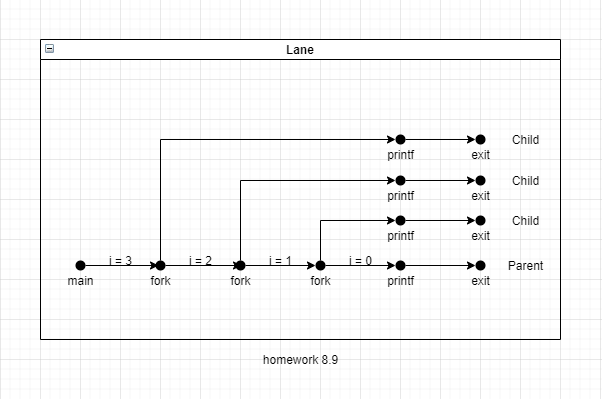 Lane
printf exit Child
printf exit Child
printf exit Child
i = 3 i = 2 i = 1 i = 0 Parent
main fork fork fork printf exit
homework 8.9